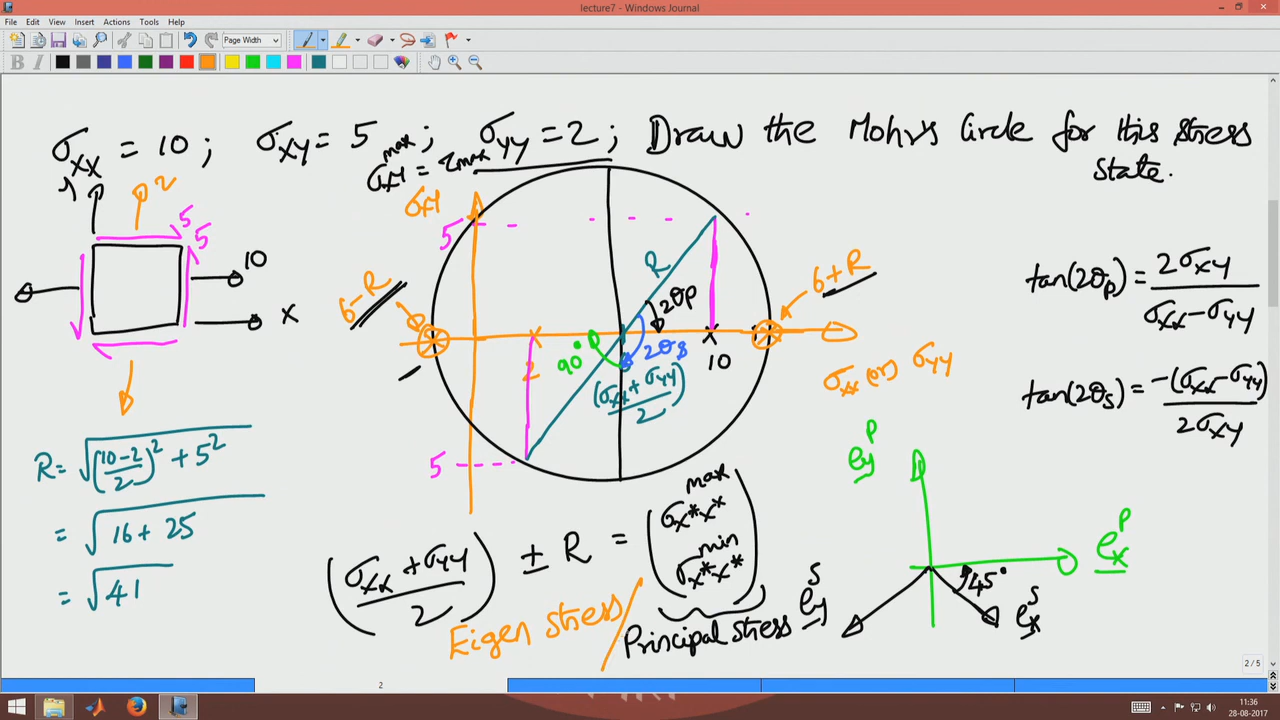 lecture7 - Windows Journal
File Edit View Insert Actions Tools Help
Page Width
B I
σxx = 10 ; σxy = 5 ; σyy = 2 ; Draw the Mohr's Circle for this stress
state.
σxy^max = τmax
y
2
5
5
10
x
σxy
5
R
2θp
6-R
6+R
2
90°
2θs
10
(σxx + σyy)/2
σxx (or) σyy
5
tan(2θp) = 2σxy/(σxx-σyy)
tan(2θs) = -(σxx-σyy)/2σxy
R = √((10-2)/2)² + 5²
= √16 + 25
= √41
((σxx + σyy)/2) ± R = (σx*x*^max σx*x*^min)
Eigen stress/
Principal stress
ey^p
ex^p
45°
ex^s
ey^s
2 / 5
2
11:36
28-08-2017